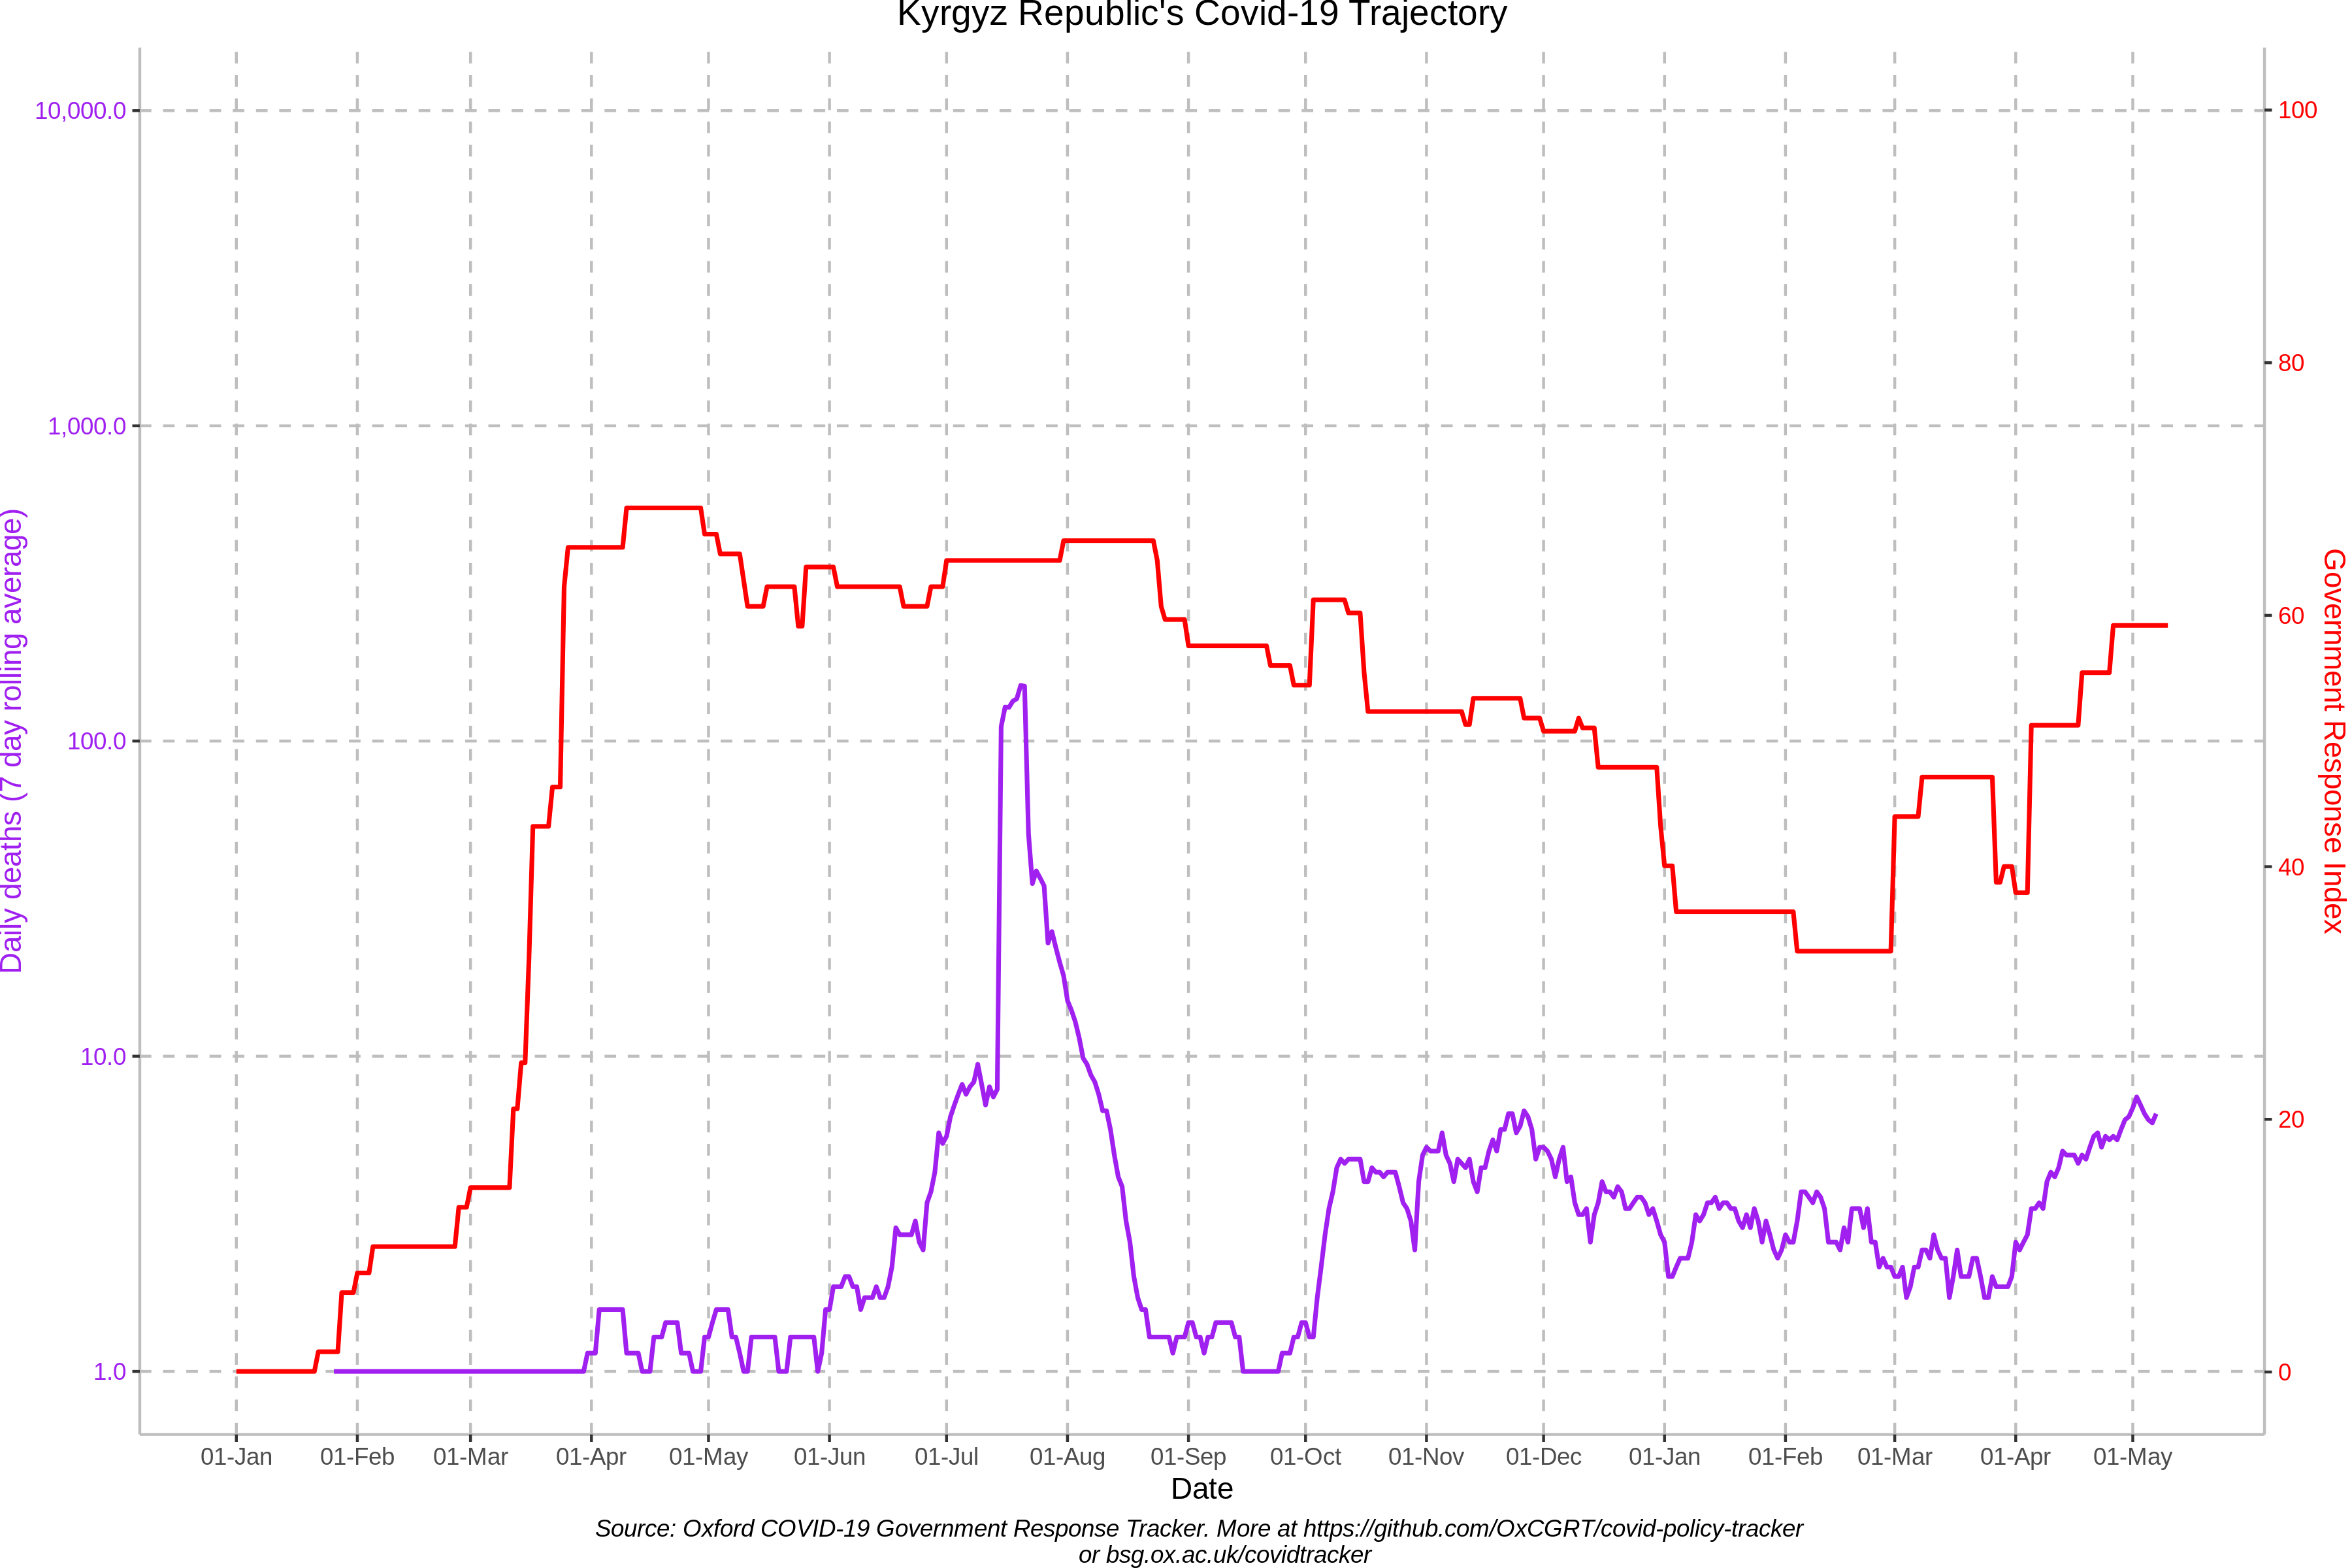 Kyrgyz Republic's Covid-19 Trajectory
10,000.0
1,000.0
100.0
10.0
1.0
Daily deaths (7 day rolling average)
100
80
60
40
20
0
Government Response Index
01-Jan 01-Feb 01-Mar 01-Apr 01-May 01-Jun 01-Jul 01-Aug 01-Sep 01-Oct 01-Nov 01-Dec 01-Jan 01-Feb 01-Mar 01-Apr 01-May
Date
Source: Oxford COVID-19 Government Response Tracker. More at https://github.com/OxCGRT/covid-policy-tracker
or bsg.ox.ac.uk/covidtracker